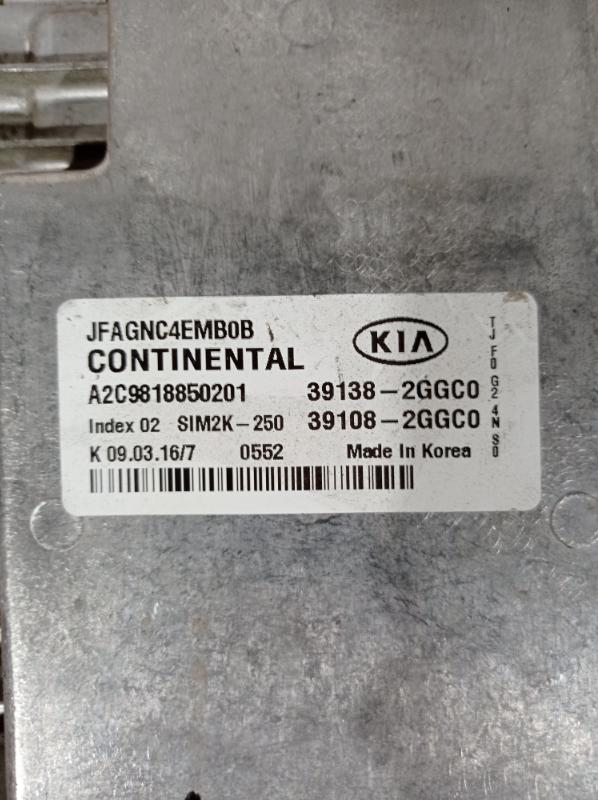 JFAGNC4EMB0B
CONTINENTAL
KIA
A2C9818850201 39138-2GGC0
Index 02 SIM2K-250 39108-2GGC0
K 09.03.16/7 0552 Made In Korea
TJ F0 G2 4N S0